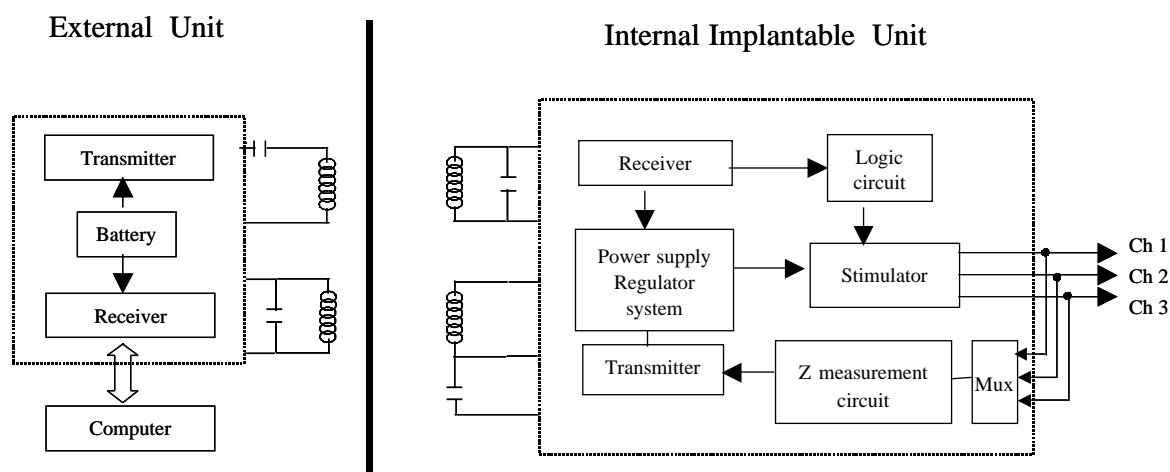 External Unit
Internal Implantable Unit
Transmitter
Battery
Receiver
Computer
Receiver
Logic
circuit
Power supply
Regulator
system
Stimulator
Ch 1
Ch 2
Ch 3
Transmitter
Z measurement
circuit
Mux